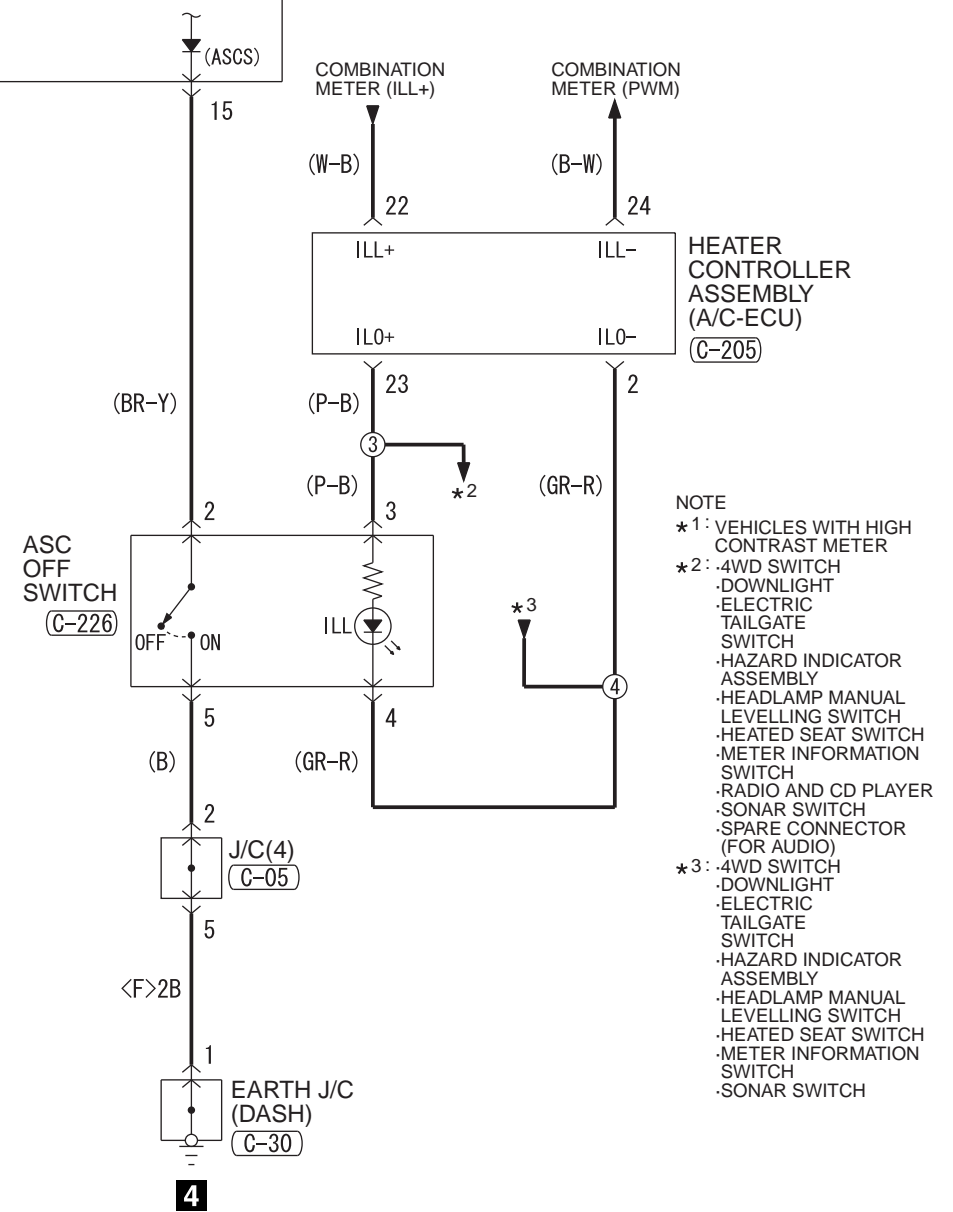 (ASCS)
15
COMBINATION
METER (ILL+)
COMBINATION
METER (PWM)
(W-B)
(B-W)
22
24
ILL+
ILL-
ILO+
ILO-
HEATER
CONTROLLER
ASSEMBLY
(A/C-ECU)
C-205
23
2
(BR-Y)
(P-B)
3
*2
(P-B)
(GR-R)
2
3
ASC
OFF
SWITCH
C-226
OFF
ON
ILL
*3
4
5
4
(B)
(GR-R)
2
J/C(4)
C-05
5
<F>2B
1
EARTH J/C
(DASH)
C-30
4
NOTE
*1: VEHICLES WITH HIGH
CONTRAST METER
*2: ·4WD SWITCH
·DOWNLIGHT
·ELECTRIC
TAILGATE
SWITCH
·HAZARD INDICATOR
ASSEMBLY
·HEADLAMP MANUAL
LEVELLING SWITCH
·HEATED SEAT SWITCH
·METER INFORMATION
SWITCH
·RADIO AND CD PLAYER
·SONAR SWITCH
·SPARE CONNECTOR
(FOR AUDIO)
*3: ·4WD SWITCH
·DOWNLIGHT
·ELECTRIC
TAILGATE
SWITCH
·HAZARD INDICATOR
ASSEMBLY
·HEADLAMP MANUAL
LEVELLING SWITCH
·HEATED SEAT SWITCH
·METER INFORMATION
SWITCH
·SONAR SWITCH